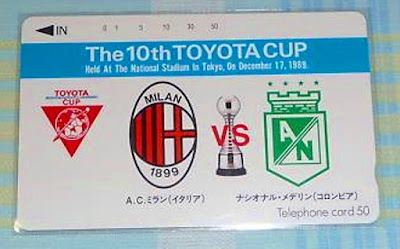 ◀IN 0 1 5 10 30 50
The 10th TOYOTA CUP
Held At The National Stadium In Tokyo, On December 17, 1989.
TOYOTA
CUP
MILAN
1899
VS
AN
A.C.ミラン(イタリア)
ナシオナル・メデリン(コロンビア)
Telephone card 50